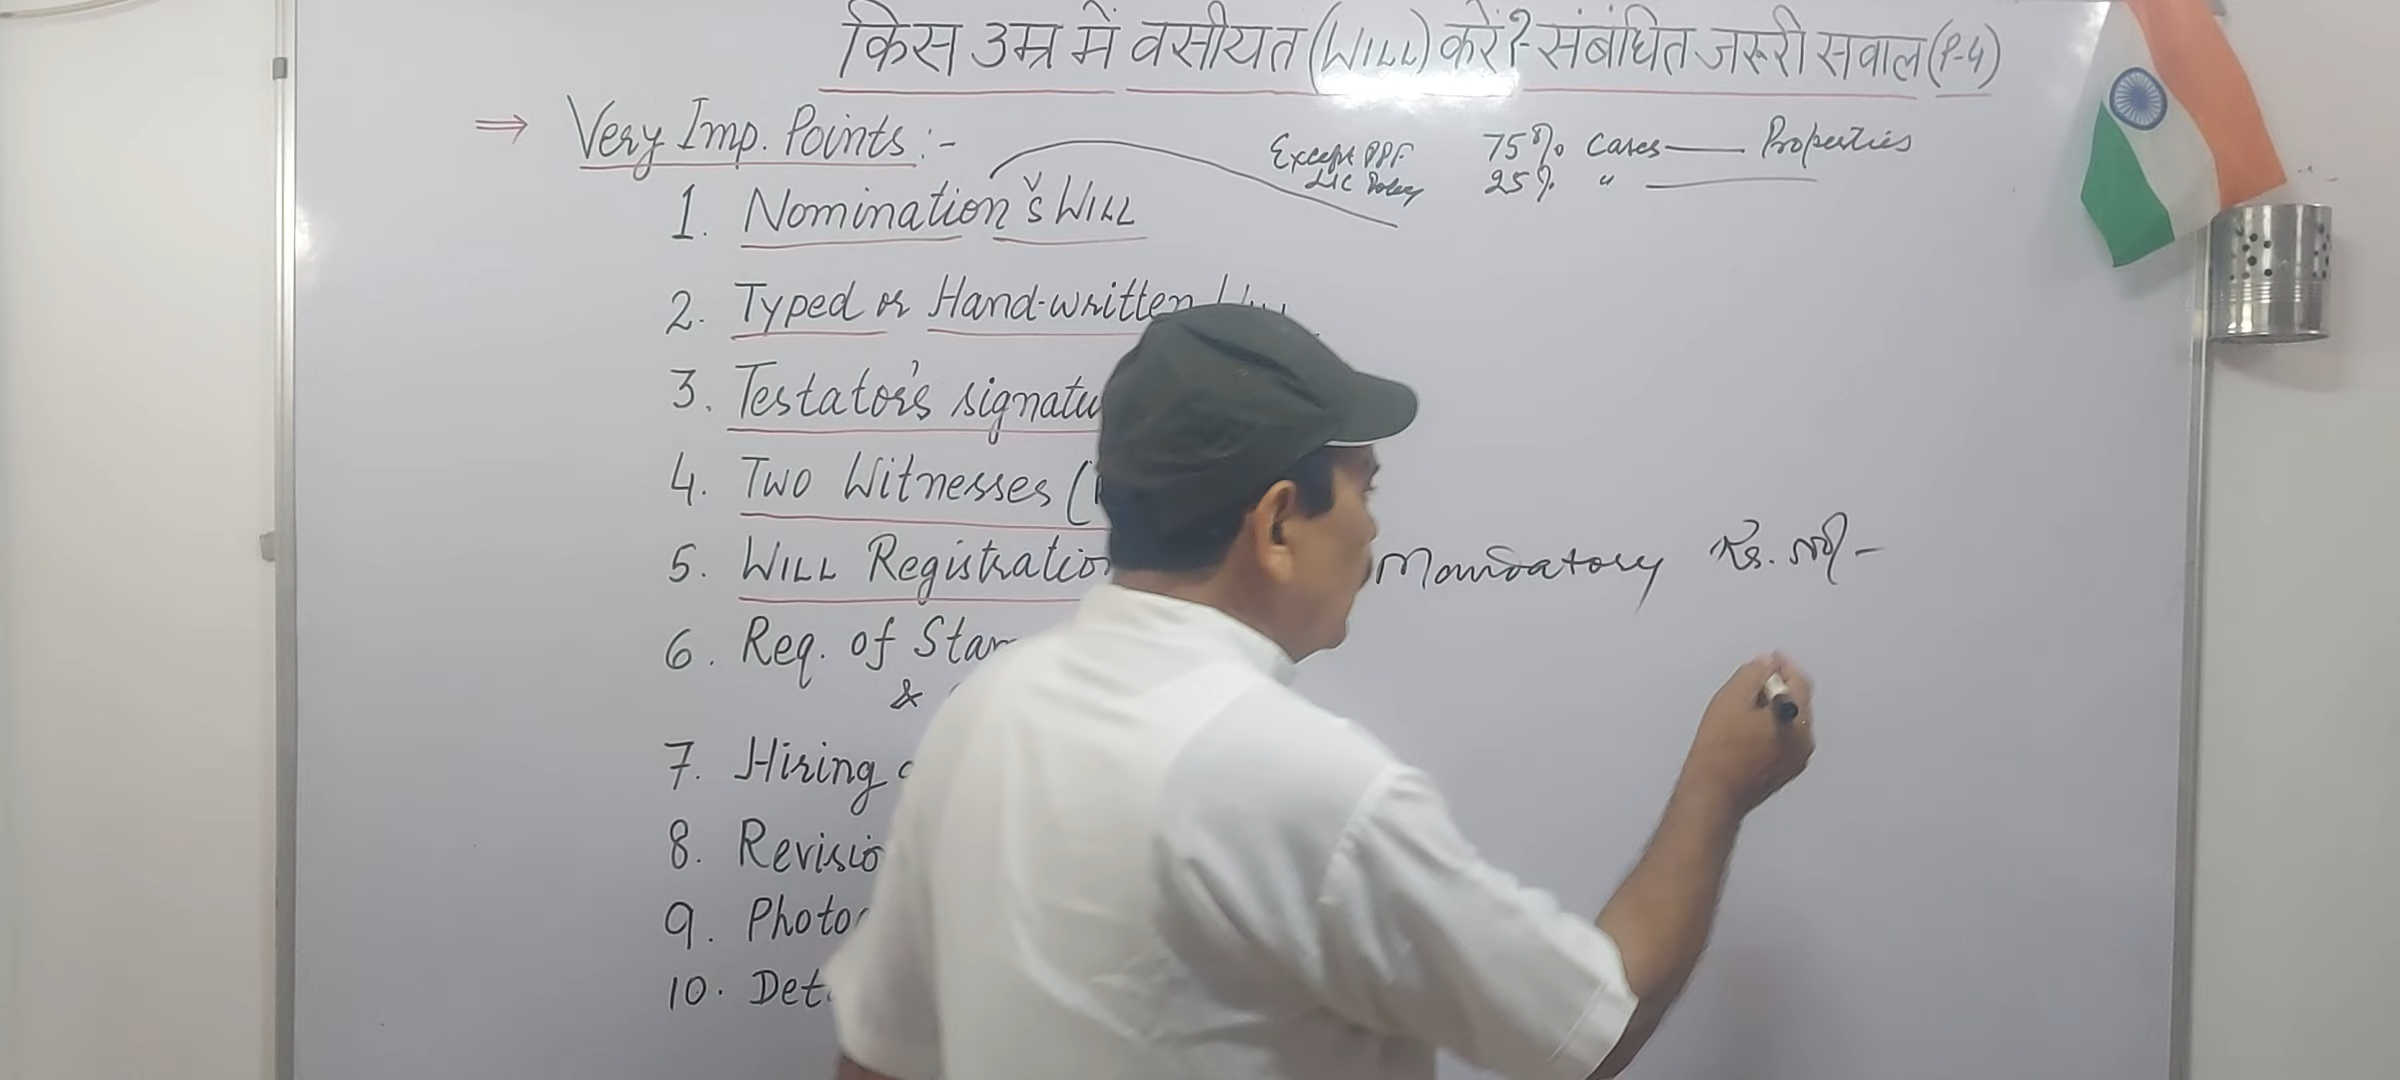 किस उम्र में वसीयत (WILL) करें?- संबंधित जरूरी सवाल (P-4)
⇒ Very Imp. Points:-
Except PPF 75% Cases — Properties
LIC Policy 25% " —
1. Nomination Vs WILL
2. Typed or Hand-written
3. Testator's signatu
4. Two Witnesses (
5. WILL Registration Mandatory Rs.
6. Req. of Stam
&
7. Hiring
8. Revisio
9. Photo
10. Det